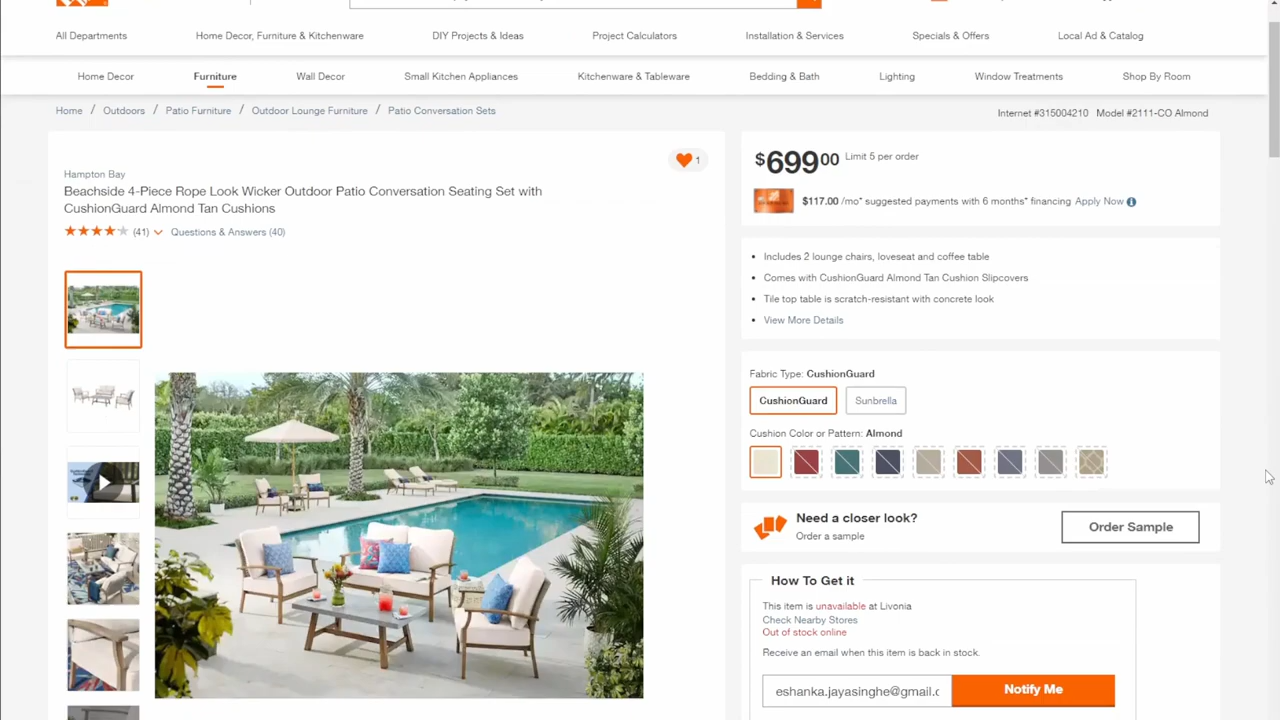 All Departments
Home Decor, Furniture & Kitchenware
DIY Projects & Ideas
Project Calculators
Installation & Services
Specials & Offers
Local Ad & Catalog
Home Decor
Furniture
Wall Decor
Small Kitchen Appliances
Kitchenware & Tableware
Bedding & Bath
Lighting
Window Treatments
Shop By Room
Home / Outdoors / Patio Furniture / Outdoor Lounge Furniture / Patio Conversation Sets
Internet #315004210 Model #2111-CO Almond
1
Hampton Bay
Beachside 4-Piece Rope Look Wicker Outdoor Patio Conversation Seating Set with
CushionGuard Almond Tan Cushions
(41)
Questions & Answers (40)
$699.00 Limit 5 per order
$117.00 /mo* suggested payments with 6 months* financing Apply Now
Includes 2 lounge chairs, loveseat and coffee table
Comes with CushionGuard Almond Tan Cushion Slipcovers
Tile top table is scratch-resistant with concrete look
View More Details
Fabric Type: CushionGuard
CushionGuard
Sunbrella
Cushion Color or Pattern: Almond
Need a closer look?
Order a sample
Order Sample
How To Get it
This item is unavailable at Livonia
Check Nearby Stores
Out of stock online
Receive an email when this item is back in stock.
eshanka.jayasinghe@gmail.c
Notify Me